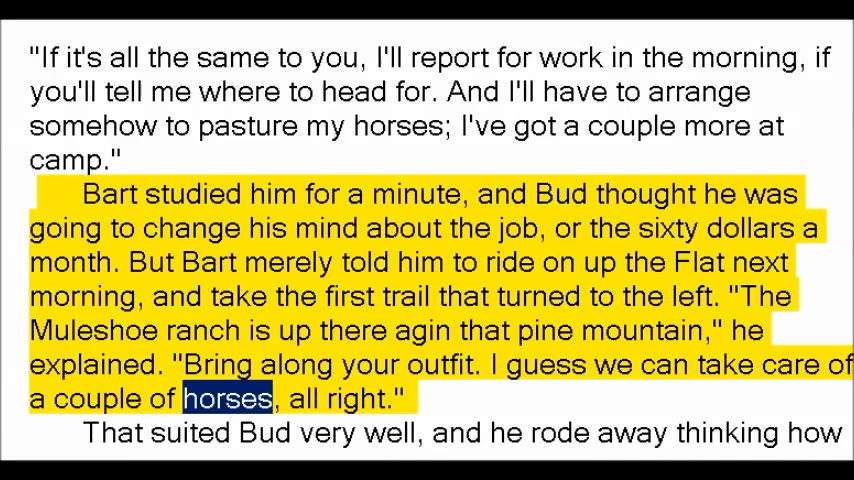 "If it's all the same to you, I'll report for work in the morning, if
you'll tell me where to head for. And I'll have to arrange
somehow to pasture my horses; I've got a couple more at
camp."
Bart studied him for a minute, and Bud thought he was
going to change his mind about the job, or the sixty dollars a
month. But Bart merely told him to ride on up the Flat next
morning, and take the first trail that turned to the left. "The
Muleshoe ranch is up there agin that pine mountain," he
explained. "Bring along your outfit. I guess we can take care of
a couple of horses, all right."
That suited Bud very well, and he rode away thinking how